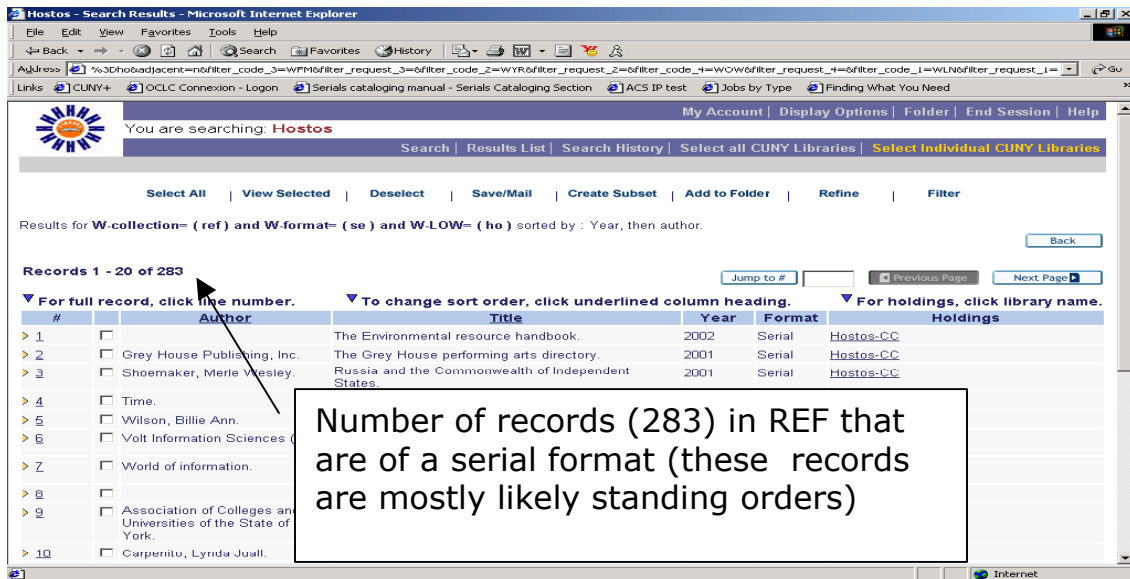 Hostos - Search Results - Microsoft Internet Explorer
File Edit View Favorites Tools Help
Back Search Favorites History
Address %3Dho&adjacent=n&filter_code_3=WFM&filter_request_3=&filter_code_2=WYR&filter_request_2=&filter_code_4=WOW&filter_request_4=&filter_code_1=WLN&filter_request_1= Go
Links CUNY+ OCLC Connexion - Logon Serials cataloging manual - Serials Cataloging Section ACS IP test Jobs by Type Finding What You Need »
My Account | Display Options | Folder | End Session | Help
You are searching: Hostos
Search | Results List | Search History | Select all CUNY Libraries | Select Individual CUNY Libraries
Select All | View Selected | Deselect | Save/Mail | Create Subset | Add to Folder | Refine | Filter
Results for W-collection= ( ref ) and W-format= ( se ) and W-LOW= ( ho ) sorted by : Year, then author.
Back
Records 1 - 20 of 283
Jump to # Previous Page Next Page
For full record, click line number. To change sort order, click underlined column heading. For holdings, click library name.
# Author Title Year Format Holdings
1 The Environmental resource handbook. 2002 Serial Hostos-CC
2 Grey House Publishing, Inc. The Grey House performing arts directory. 2001 Serial Hostos-CC
3 Shoemaker, Merle Wesley. Russia and the Commonwealth of Independent 2001 Serial Hostos-CC
States.
4 Time.
5 Wilson, Billie Ann.
6 Volt Information Sciences (
7 World of information.
8
9 Association of Colleges and
Universities of the State of
York.
10 Carpenito, Lynda Juall.
Number of records (283) in REF that
are of a serial format (these records
are mostly likely standing orders)
Internet